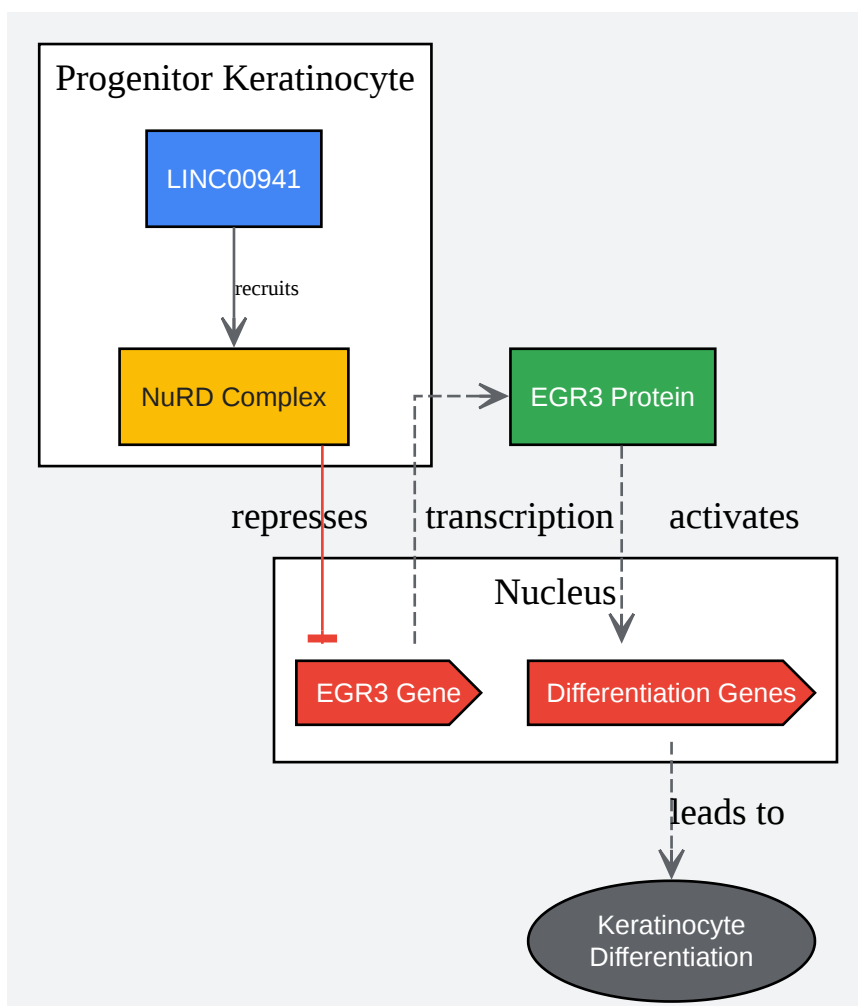 Progenitor Keratinocyte
LINC00941
recruits
NuRD Complex
EGR3 Protein
represses
transcription
activates
Nucleus
EGR3 Gene
Differentiation Genes
leads to
Keratinocyte
Differentiation